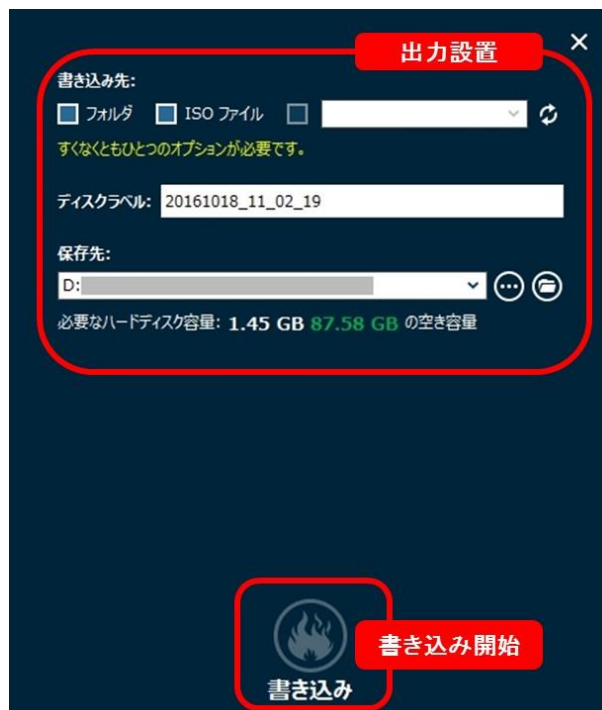 出力設置
書き込み先:
フォルダ ISO ファイル
すくなくともひとつのオプションが必要です。
ディスクラベル: 20161018_11_02_19
保存先:
D:
必要なハードディスク容量: 1.45 GB 87.58 GB の空き容量
書き込み開始
書き込み